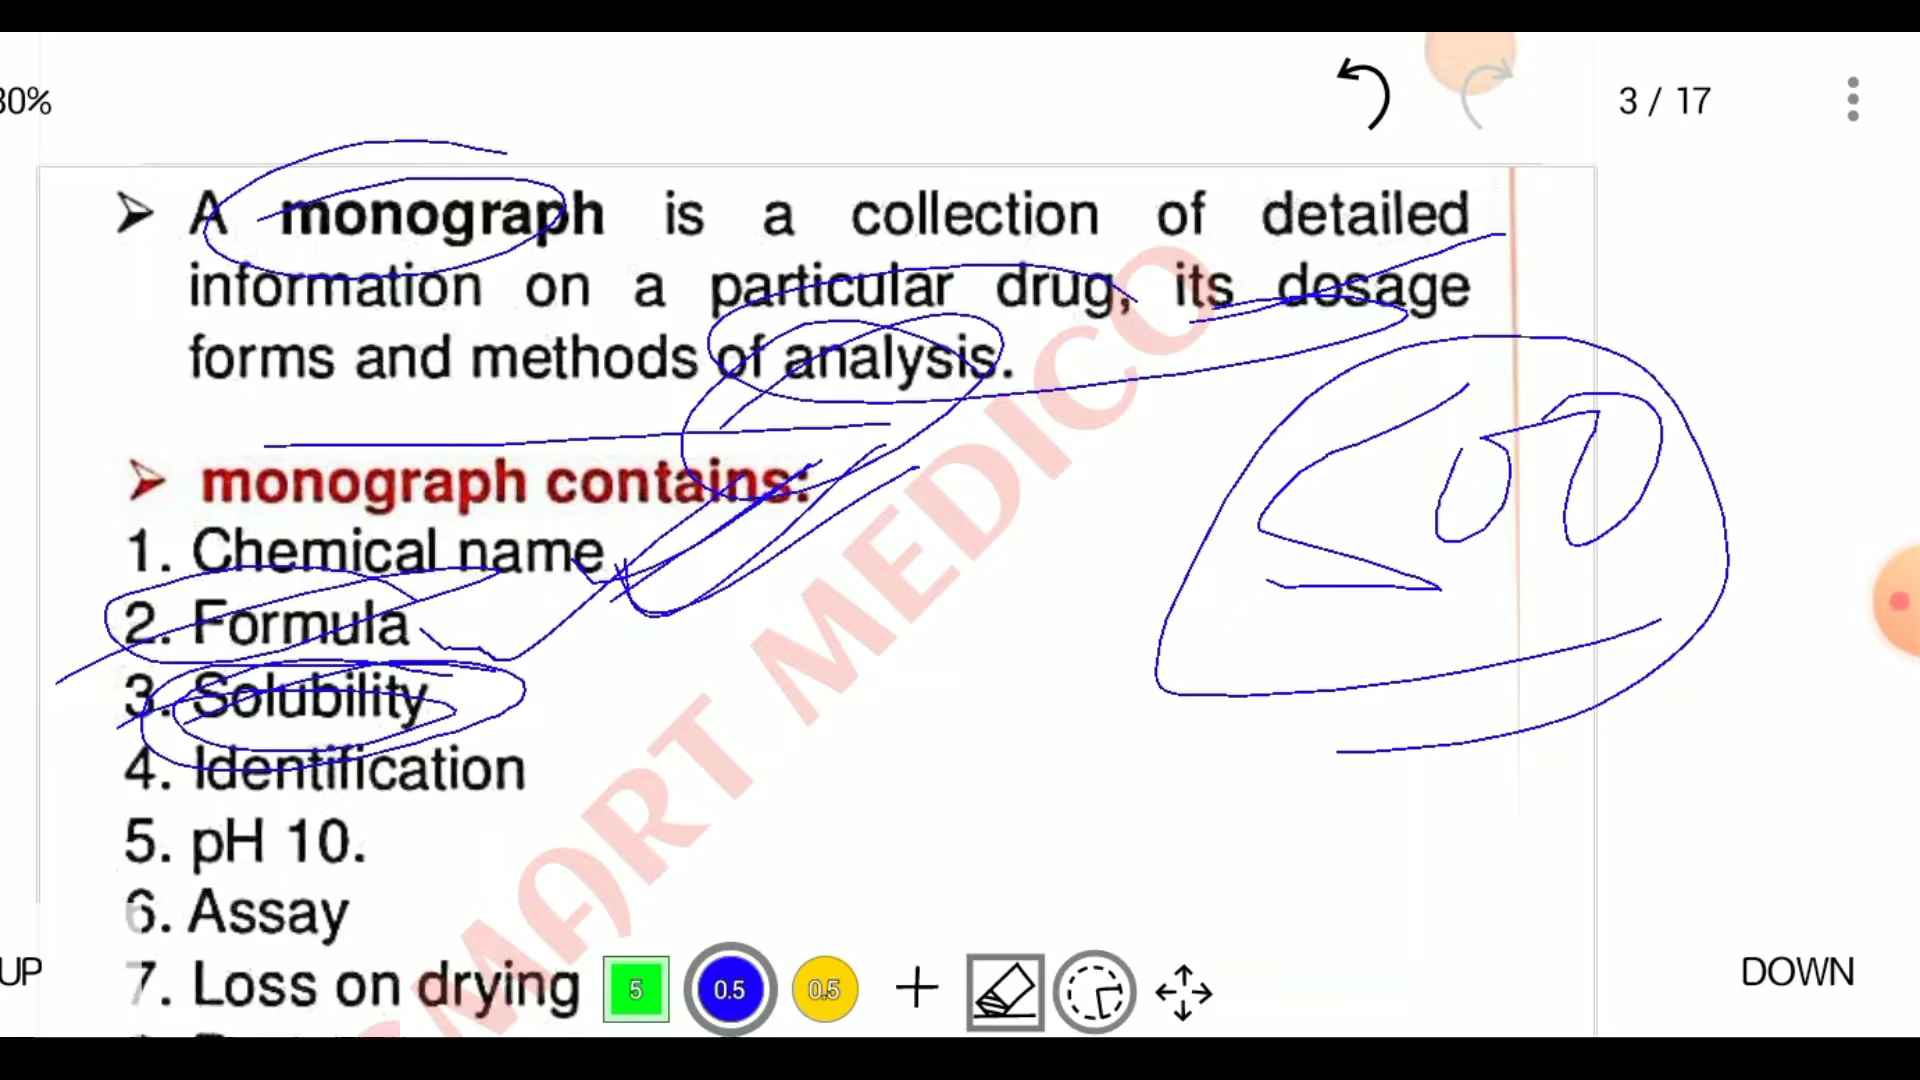 30%
3 / 17
➢ A monograph is a collection of detailed
information on a particular drug, its dosage
forms and methods of analysis.
➢ monograph contains:
1. Chemical name
2. Formula
3. Solubility
4. Identification
5. pH 10.
6. Assay
7. Loss on drying
SMART MEDICO
UP
5
0.5
0.5
DOWN